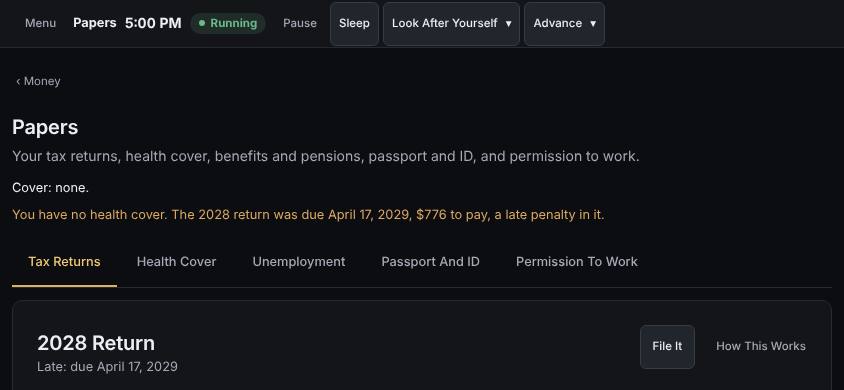 Menu Papers 5:00 PM Running Pause Sleep Look After Yourself ▾ Advance ▾
‹ Money
Papers
Your tax returns, health cover, benefits and pensions, passport and ID, and permission to work.
Cover: none.
You have no health cover. The 2028 return was due April 17, 2029, $776 to pay, a late penalty in it.
Tax Returns Health Cover Unemployment Passport And ID Permission To Work
2028 Return
File It How This Works
Late: due April 17, 2029